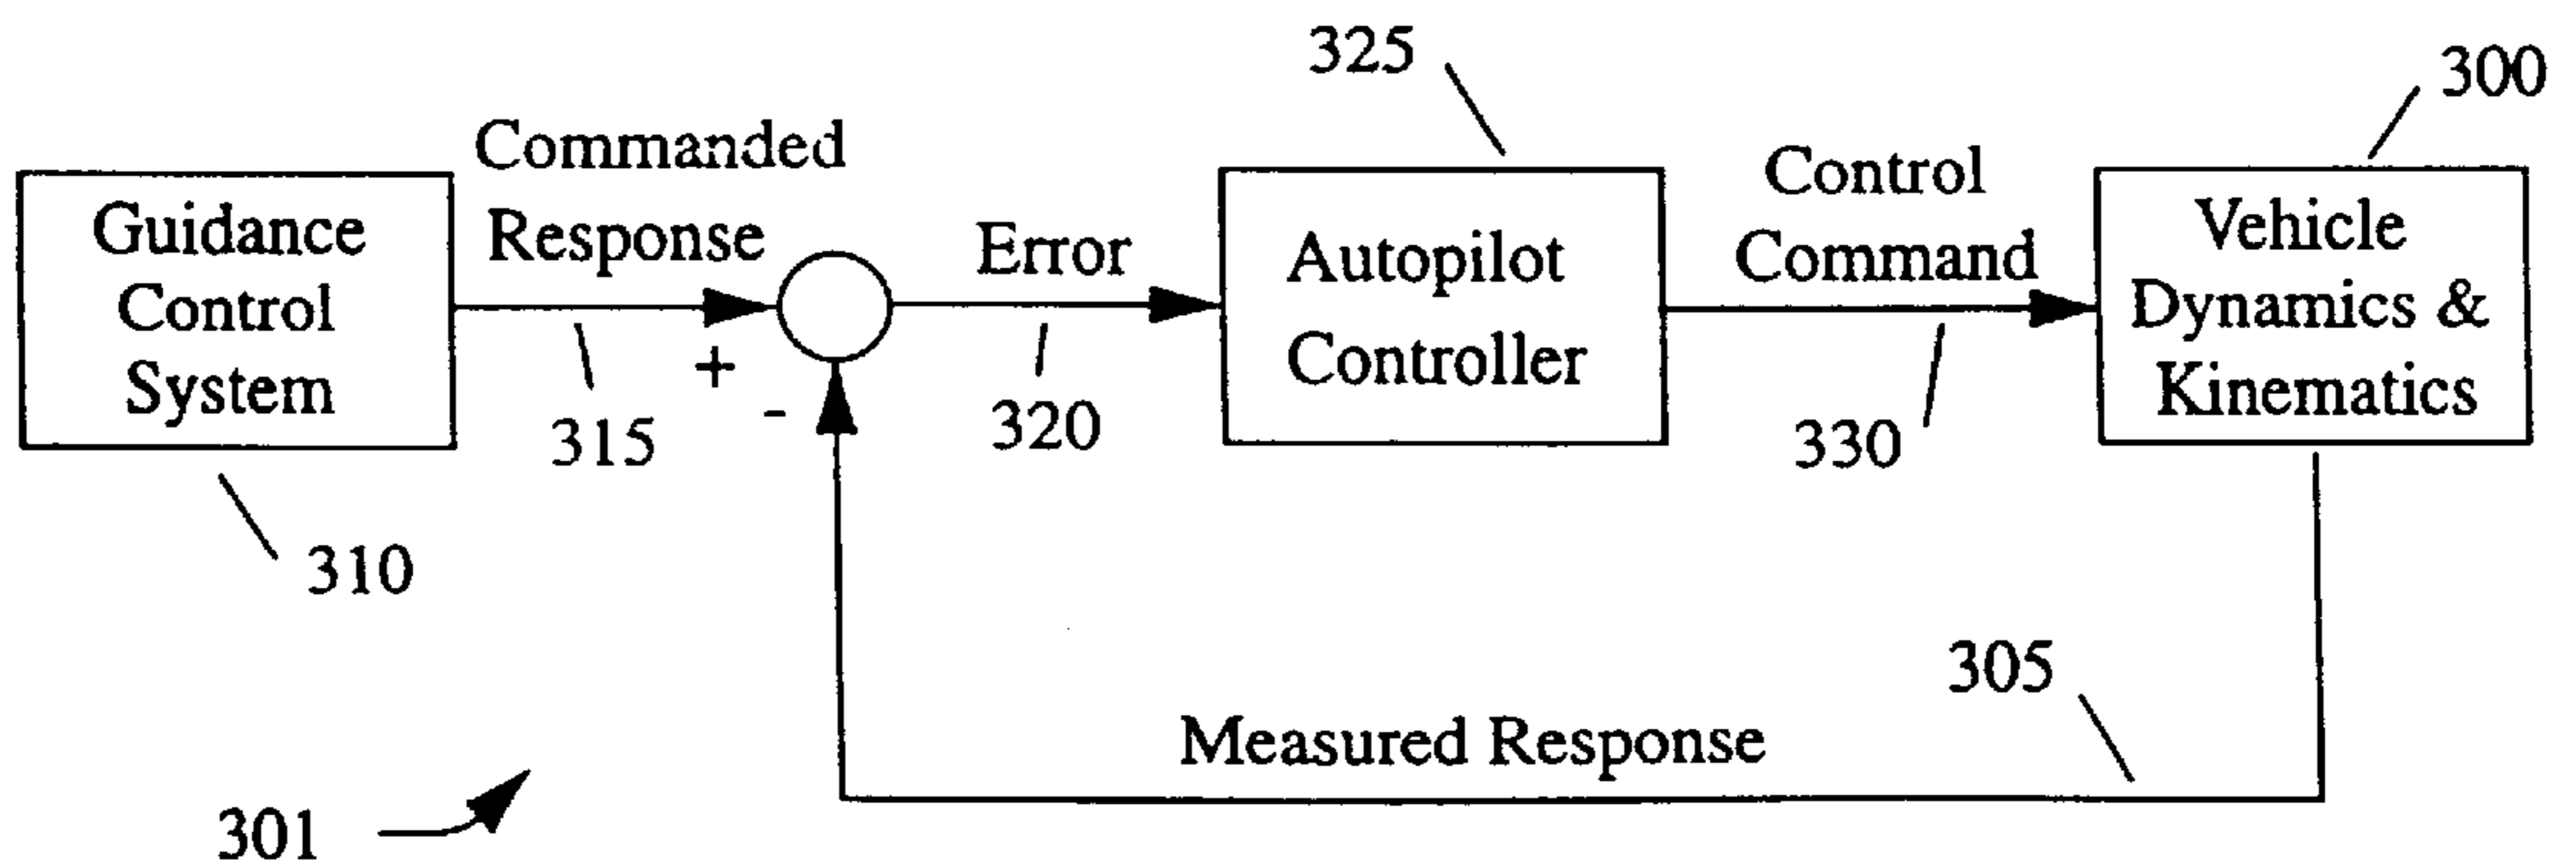 325
300
Commanded
Response
Control
Command
Guidance
Control
System
Error
Autopilot
Controller
Vehicle
Dynamics &
Kinematics
+
-
315
320
330
310
305
Measured Response
301